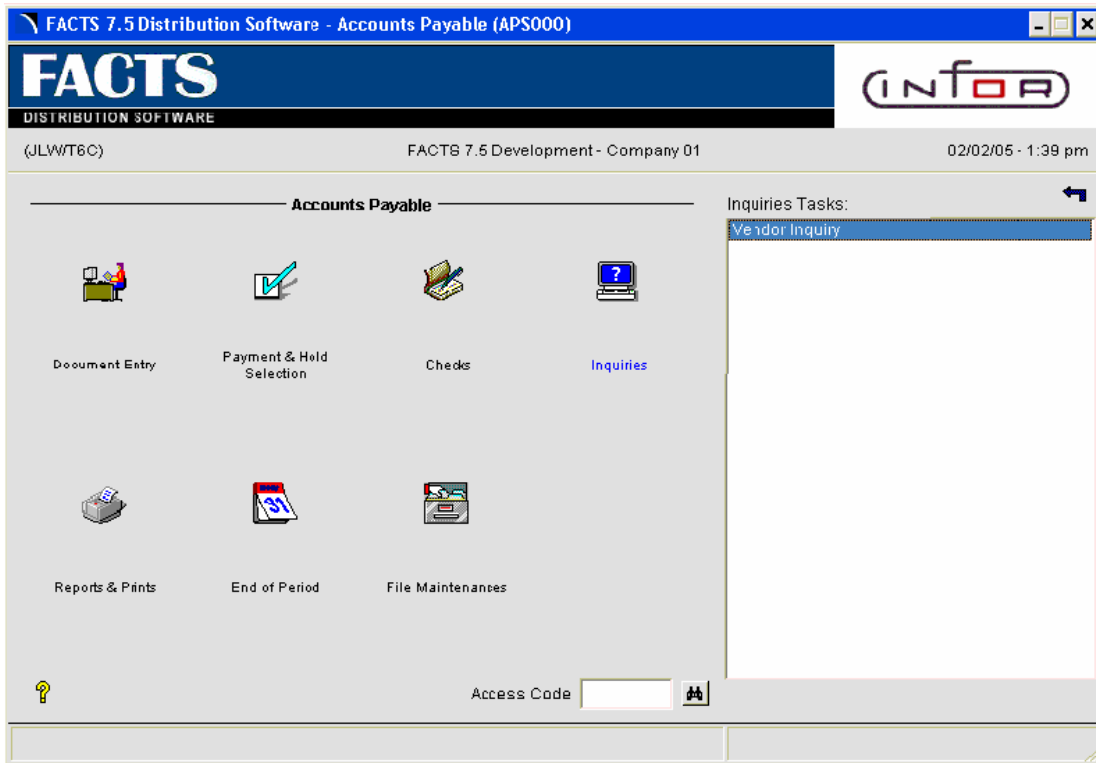 FACTS 7.5 Distribution Software - Accounts Payable (APS000)
FACTS
DISTRIBUTION SOFTWARE
infor
(JLW/T6C)
FACTS 7.5 Development - Company 01
02/02/05 - 1:39 pm
Accounts Payable
Inquiries Tasks:
Vendor Inquiry
?
Document Entry
Payment & Hold
Selection
Checks
Inquiries
31
Reports & Prints
End of Period
File Maintenances
?
Access Code